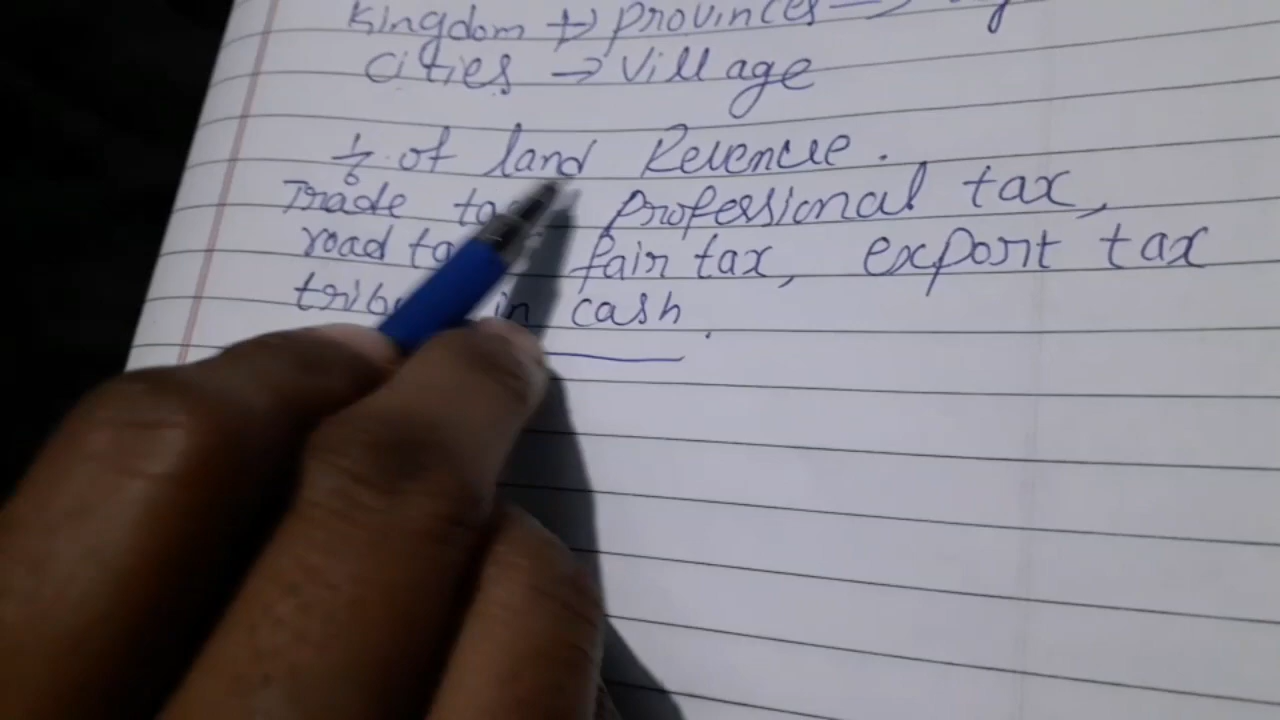 Kingdom → Provinces →
cities → Village
1/6 of land Revenue.
Trade professional tax,
road fair tax, export tax
in cash.